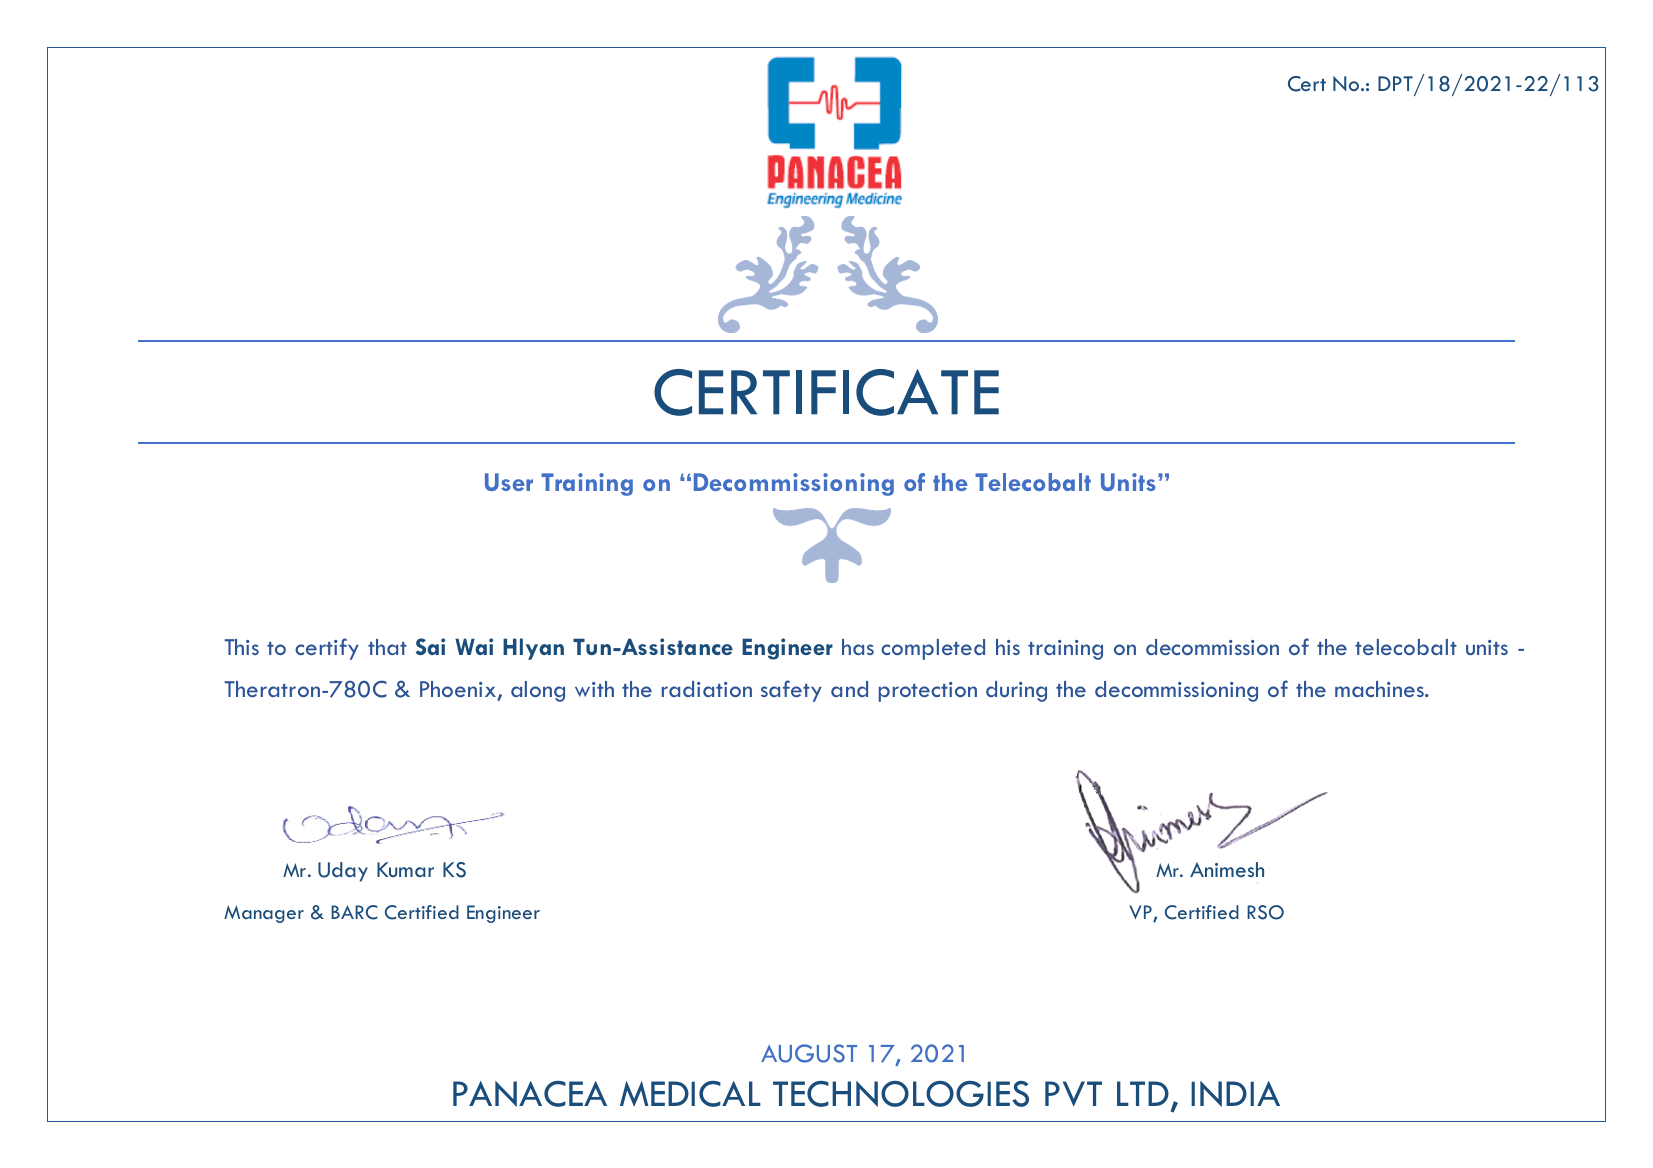 Cert No.: DPT/18/2021-22/113
PANACEA
Engineering Medicine
CERTIFICATE
User Training on “Decommissioning of the Telecobalt Units”
This to certify that Sai Wai Hlyan Tun-Assistance Engineer has completed his training on decommission of the telecobalt units -
Theratron-780C & Phoenix, along with the radiation safety and protection during the decommissioning of the machines.
Uday
Animesh
Mr. Uday Kumar KS
Mr. Animesh
Manager & BARC Certified Engineer
VP, Certified RSO
AUGUST 17, 2021
PANACEA MEDICAL TECHNOLOGIES PVT LTD, INDIA